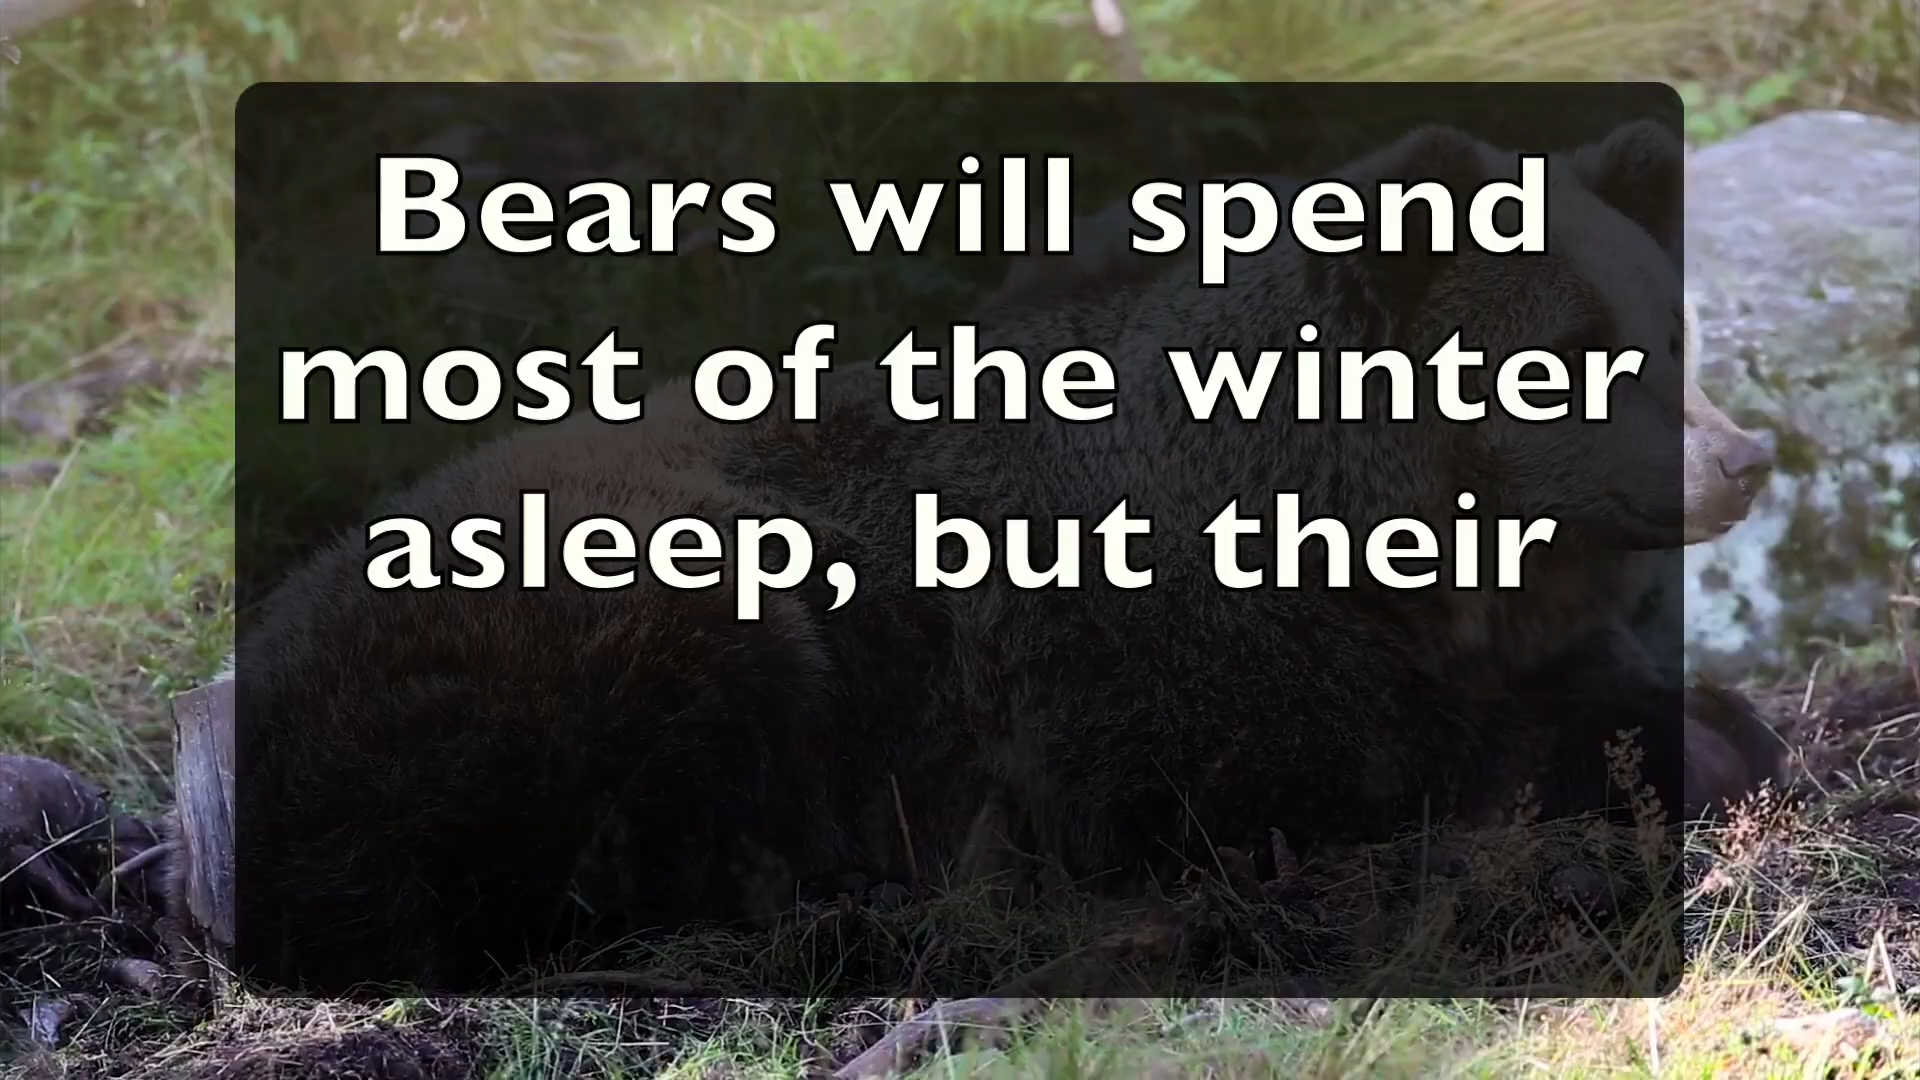 Bears will spend
most of the winter
asleep, but their